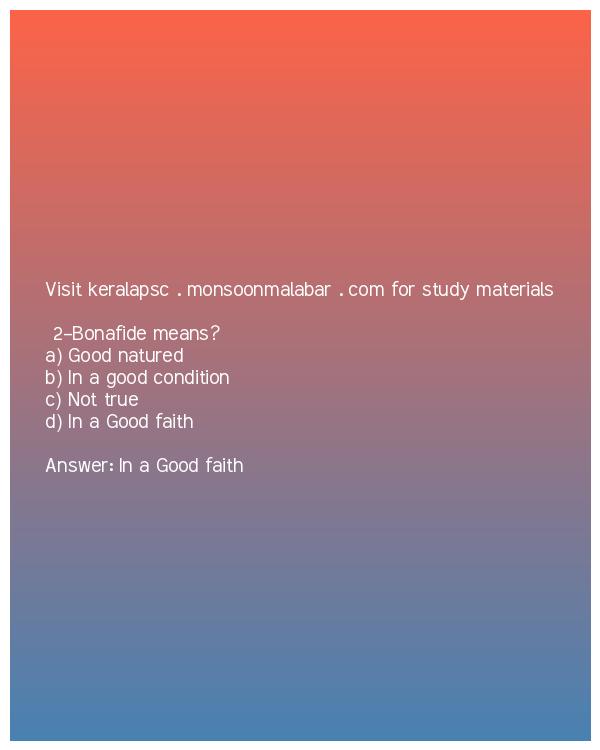 Visit keralapsc . monsoonmalabar . com for study materials
2-Bonafide means?
a) Good natured
b) In a good condition
c) Not true
d) In a Good faith
Answer: In a Good faith